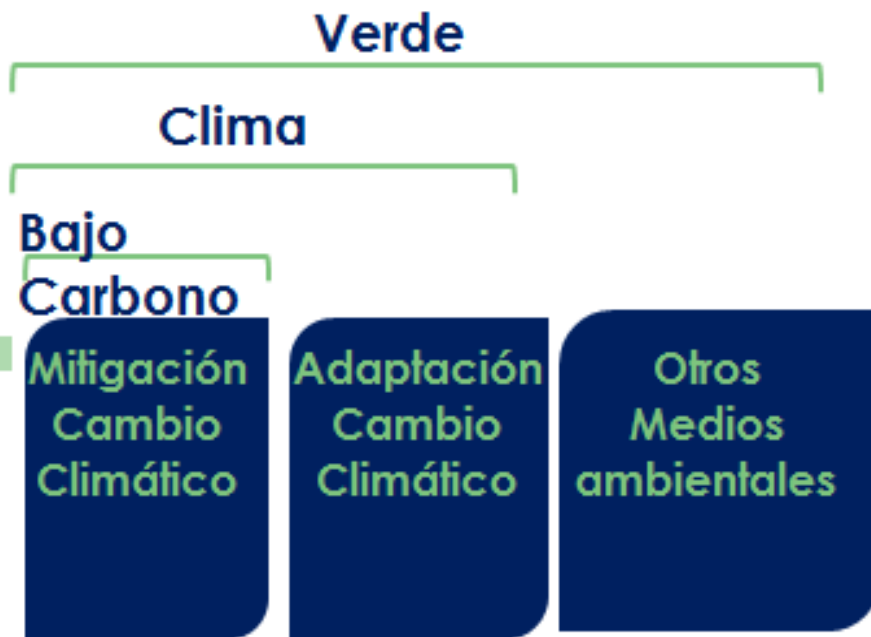 Verde
Clima
Bajo
Carbono
Mitigación
Cambio
Climático
Adaptación
Cambio
Climático
Otros
Medios
ambientales